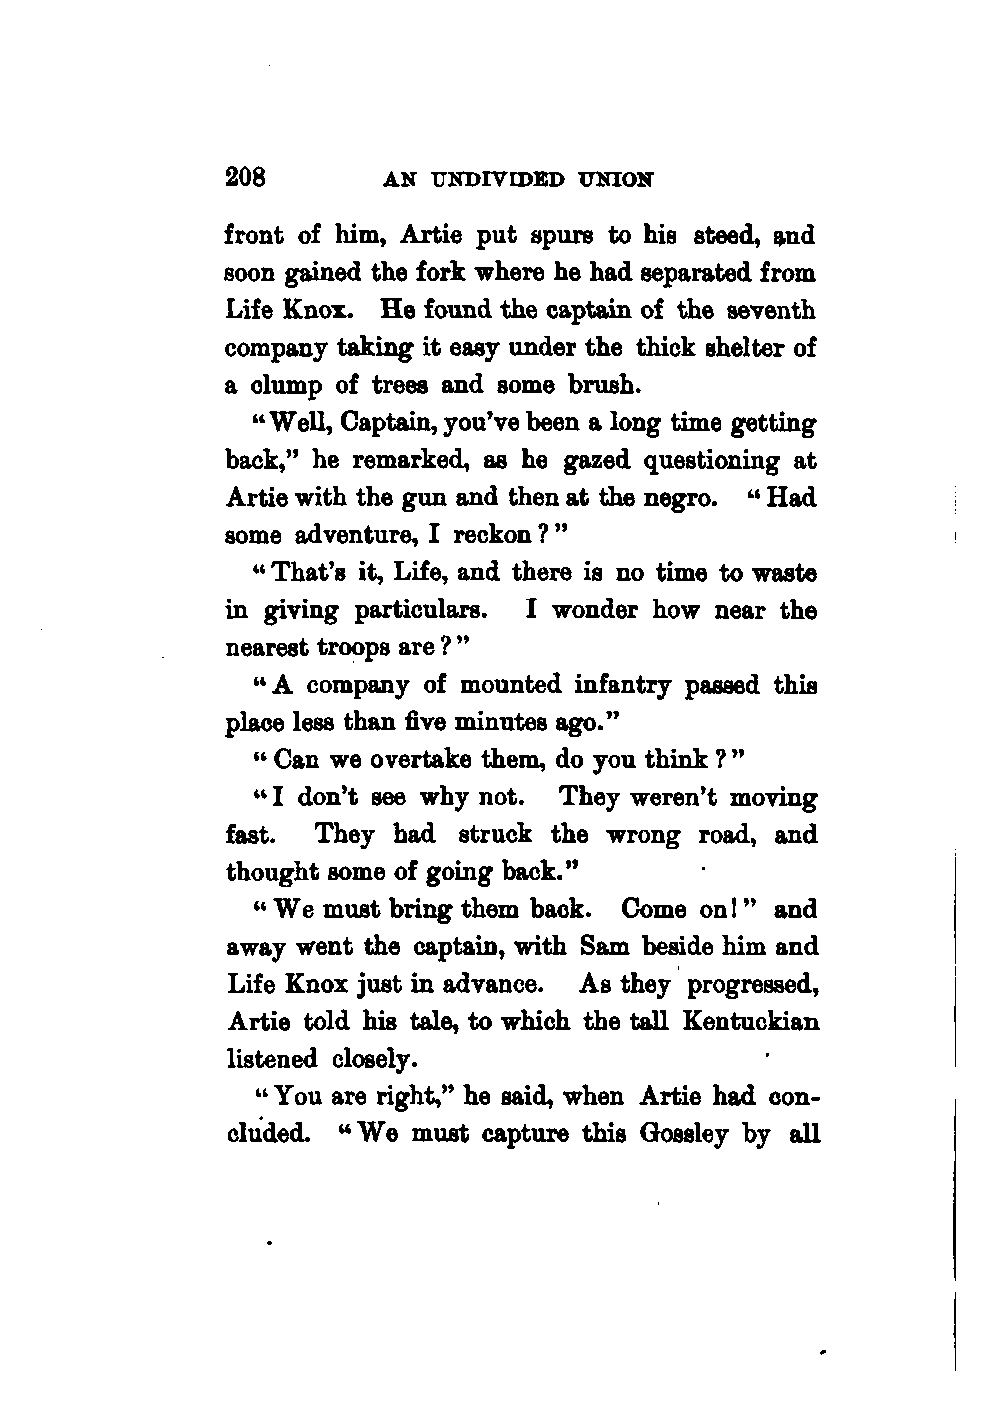 208 AN UNDIVIDED UNION
front of him, Artie put spurs to his steed, and
soon gained the fork where he had separated from
Life Knox. He found the captain of the seventh
company taking it easy under the thick shelter of
a clump of trees and some brush.
“Well, Captain, you’ve been a long time getting
back,” he remarked, as he gazed questioning at
Artie with the gun and then at the negro. “Had
some adventure, I reckon?”
“That’s it, Life, and there is no time to waste
in giving particulars. I wonder how near the
nearest troops are?”
“A company of mounted infantry passed this
place less than five minutes ago.”
“Can we overtake them, do you think?”
“I don’t see why not. They weren’t moving
fast. They had struck the wrong road, and
thought some of going back.”
“We must bring them back. Come on!” and
away went the captain, with Sam beside him and
Life Knox just in advance. As they progressed,
Artie told his tale, to which the tall Kentuckian
listened closely.
“You are right,” he said, when Artie had con-
cluded. “We must capture this Gossley by all